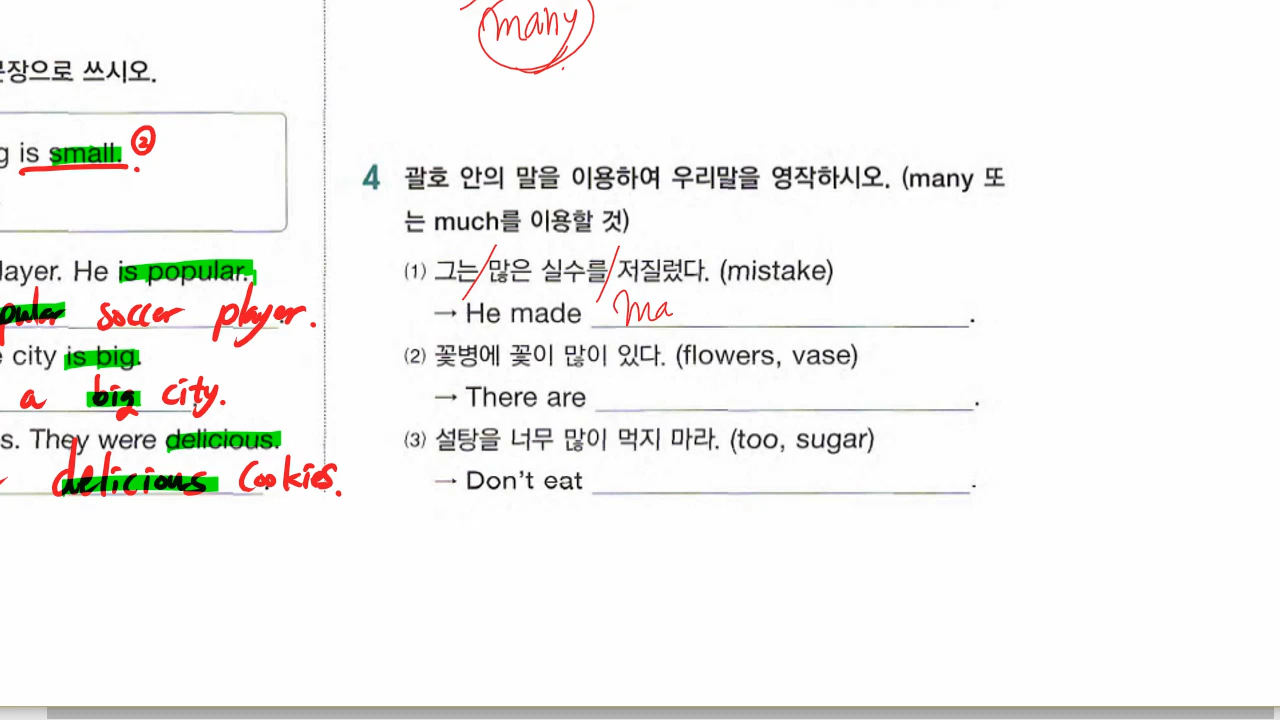 문장으로 쓰시오.
g is small. ②
layer. He is popular.
pular soccer player.
e city is big.
a big city.
s. They were delicious.
delicious cookies.
many
4 괄호 안의 말을 이용하여 우리말을 영작하시오. (many 또
는 much를 이용할 것)
(1) 그는/많은 실수를/저질렀다. (mistake)
→ He made ma .
(2) 꽃병에 꽃이 많이 있다. (flowers, vase)
→ There are .
(3) 설탕을 너무 많이 먹지 마라. (too, sugar)
→ Don't eat .